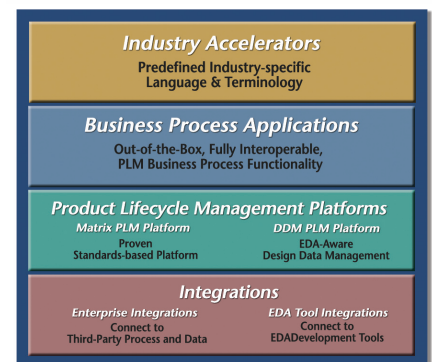 Industry Accelerators
Predefined Industry-specific
Language & Terminology
Business Process Applications
Out-of-the-Box, Fully Interoperable,
PLM Business Process Functionality
Product Lifecycle Management Platforms
Matrix PLM Platform
Proven
Standards-based Platform
DDM PLM Platform
EDA-Aware
Design Data Management
Integrations
Enterprise Integrations
Connect to
Third-Party Process and Data
EDA Tool Integrations
Connect to
EDADevelopment Tools